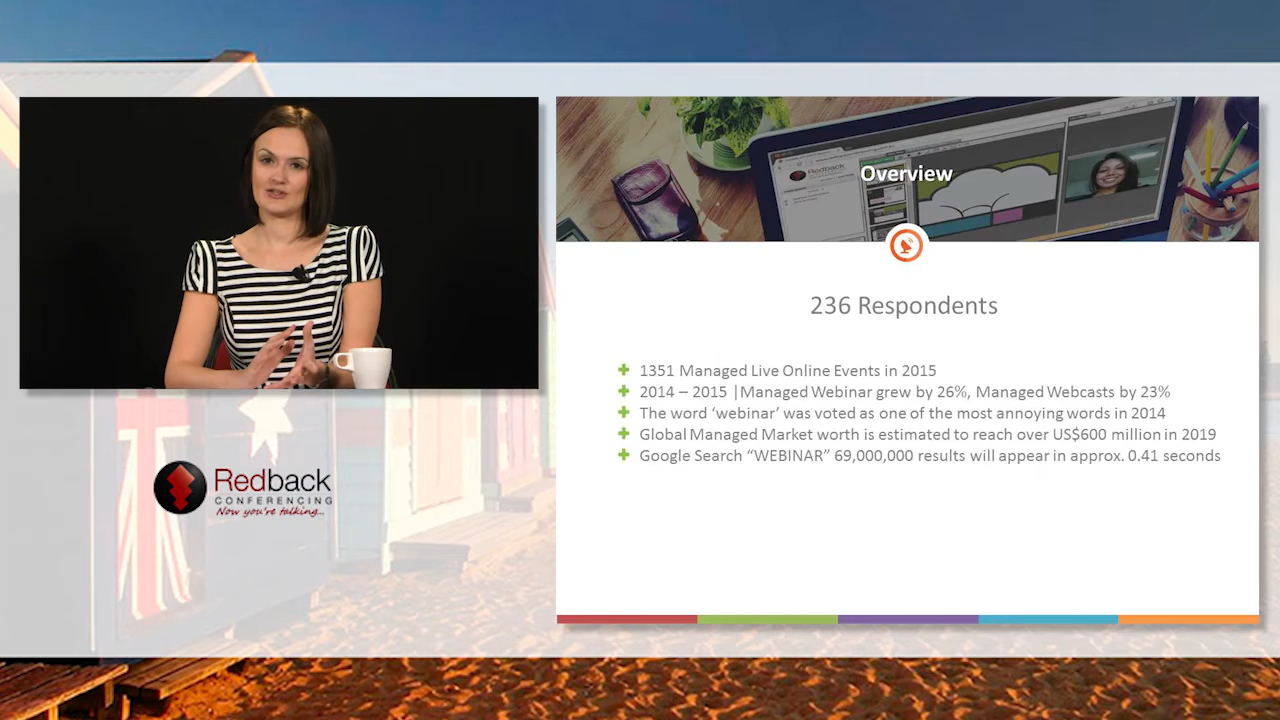 Overview
Redback
236 Respondents
1351 Managed Live Online Events in 2015
2014 – 2015 |Managed Webinar grew by 26%, Managed Webcasts by 23%
The word ‘webinar’ was voted as one of the most annoying words in 2014
Global Managed Market worth is estimated to reach over US$600 million in 2019
Google Search “WEBINAR” 69,000,000 results will appear in approx. 0.41 seconds
Redback
CONFERENCING
Now you're talking...